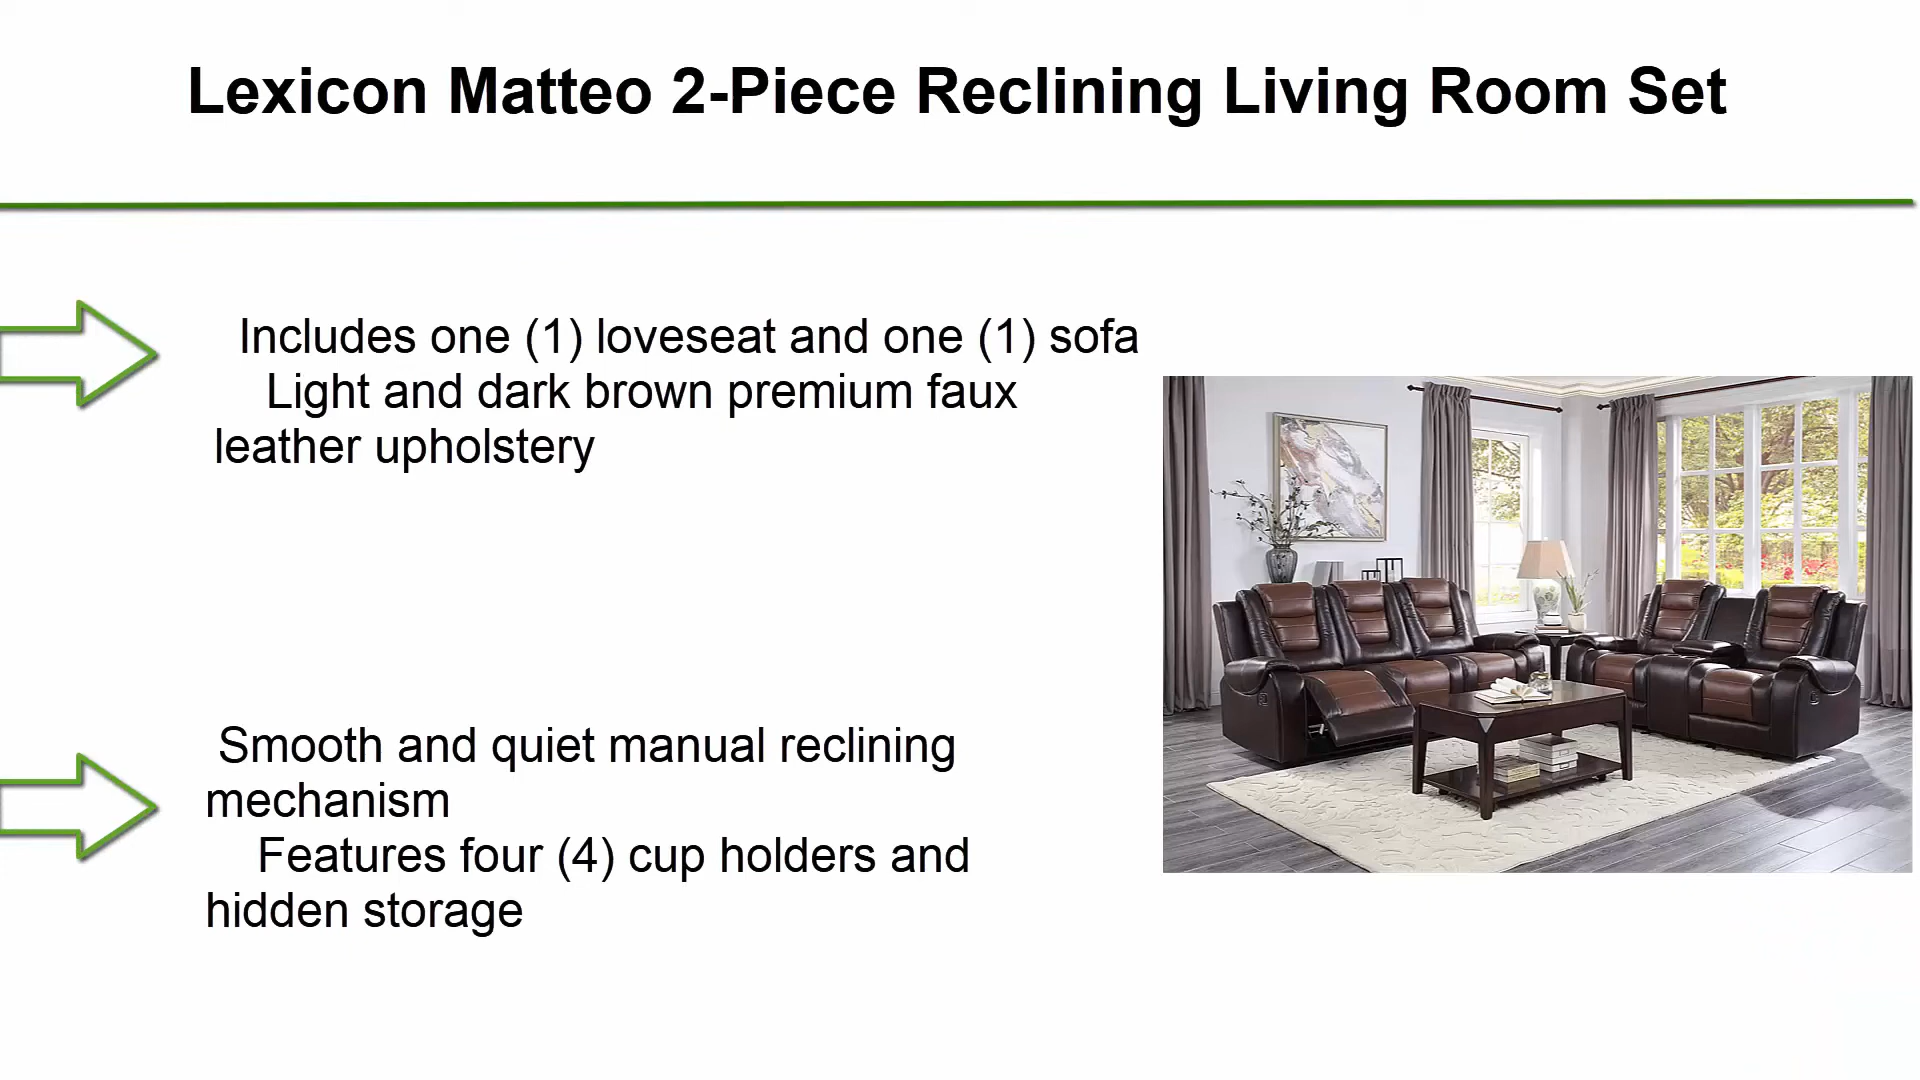 Lexicon Matteo 2-Piece Reclining Living Room Set
Includes one (1) loveseat and one (1) sofa
Light and dark brown premium faux
leather upholstery
Smooth and quiet manual reclining
mechanism
Features four (4) cup holders and
hidden storage